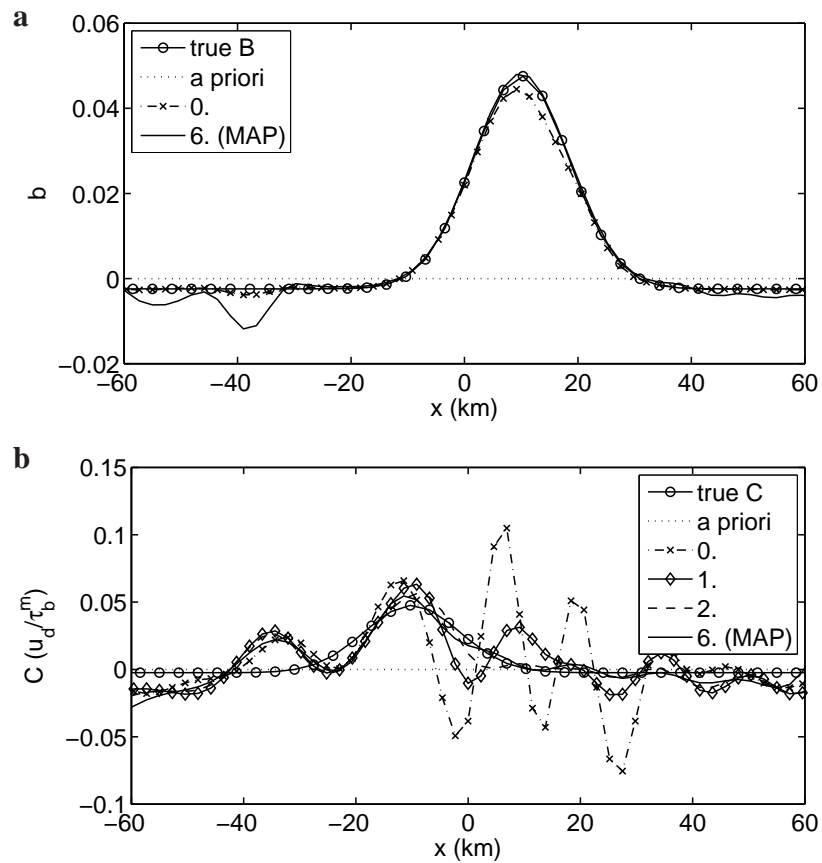 a
0.06
0.04
0.02
0
−0.02
b
true B
a priori
0.
6. (MAP)
−60 −40 −20 0 20 40 60
x (km)
b
0.15
0.1
0.05
0
−0.05
−0.1
C (u_d/τ_b^m)
true C
a priori
0.
1.
2.
6. (MAP)
−60 −40 −20 0 20 40 60
x (km)